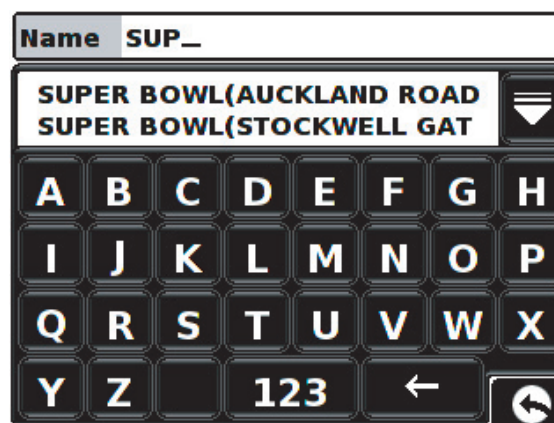 Name SUP_
SUPER BOWL(AUCKLAND ROAD
SUPER BOWL(STOCKWELL GAT
A B C D E F G H
I J K L M N O P
Q R S T U V W X
Y Z 123 ←